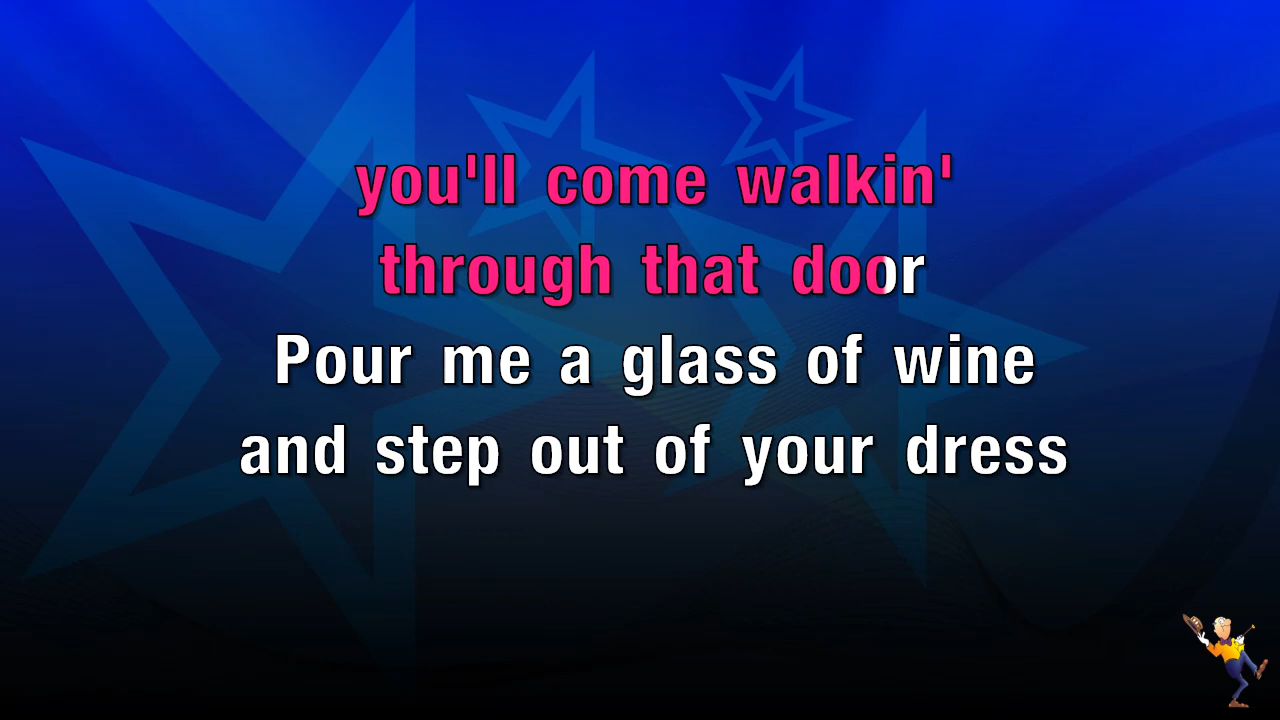 you'll come walkin'
through that door
Pour me a glass of wine
and step out of your dress